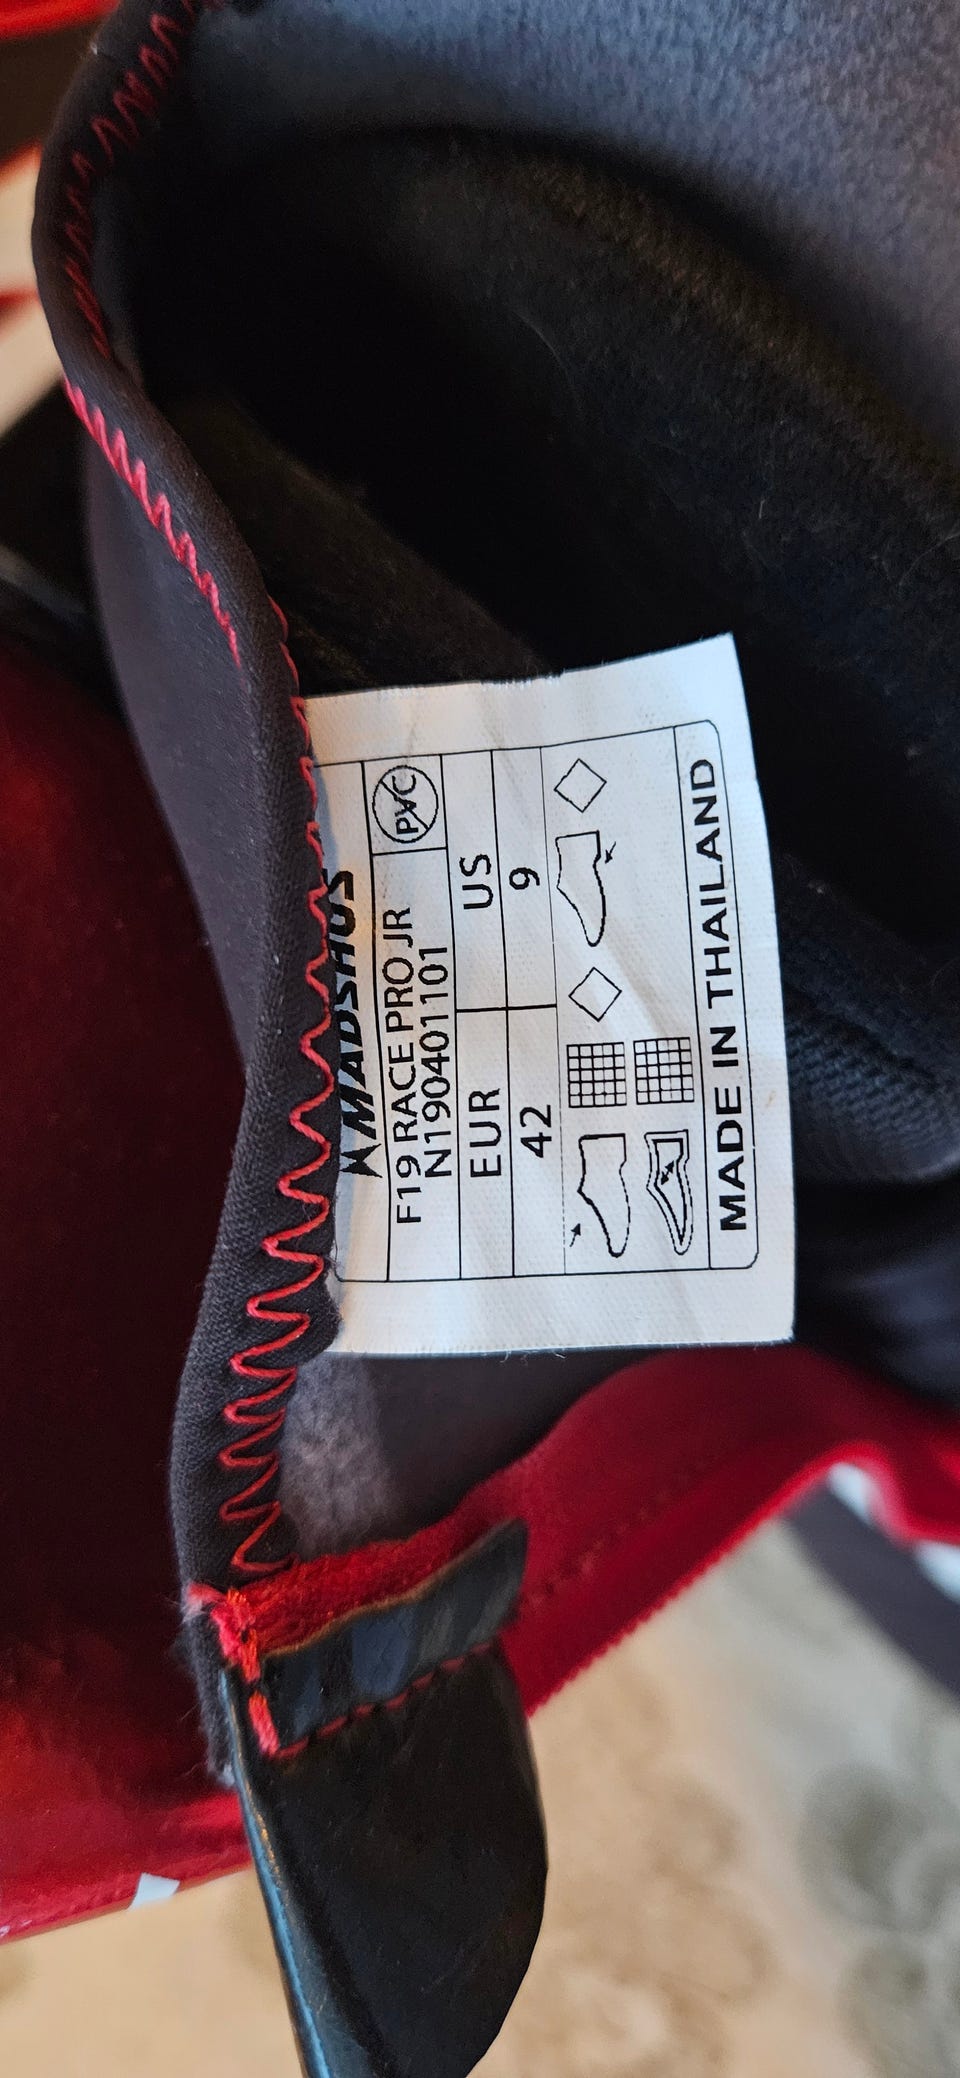 MADSHUS
F19 RACE PRO JR
N190401101
PVC
EUR US
42 9
MADE IN THAILAND